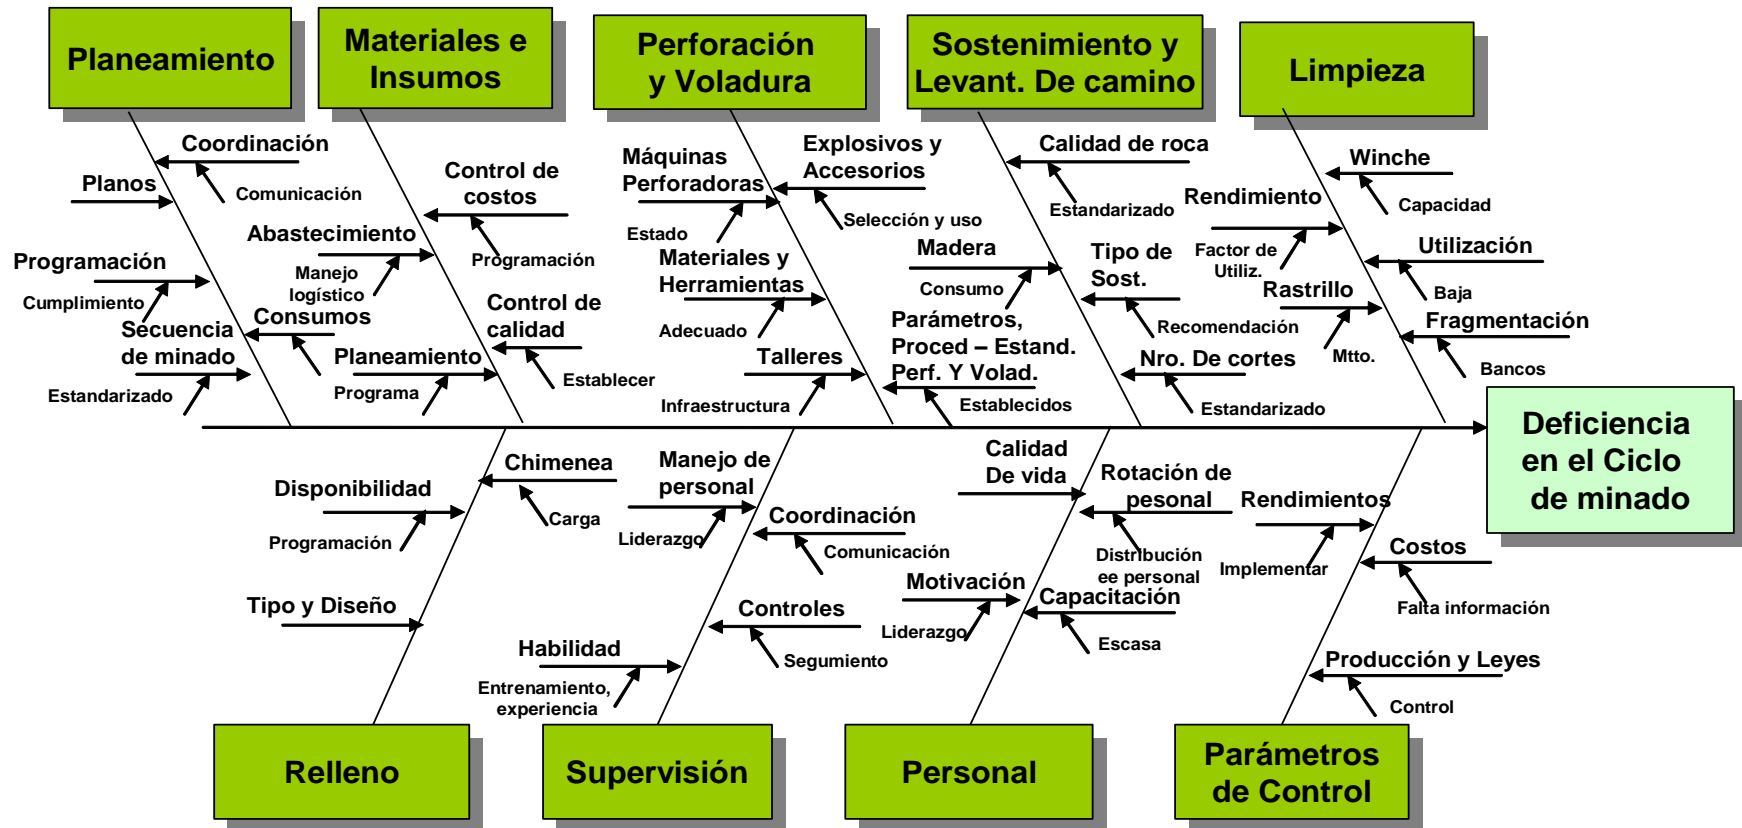 Planeamiento
Materiales e
Insumos
Perforación
y Voladura
Sostenimiento y
Levant. De camino
Limpieza
Coordinación
Comunicación
Planos
Programación
Cumplimiento
Secuencia
de minado
Estandarizado
Consumos
Abastecimiento
Manejo
logístico
Control de
costos
Programación
Control de
calidad
Establecer
Planeamiento
Programa
Máquinas
Perforadoras
Estado
Explosivos y
Accesorios
Selección y uso
Materiales y
Herramientas
Adecuado
Talleres
Infraestructura
Parámetros,
Proced – Estand.
Perf. Y Volad.
Establecidos
Calidad de roca
Estandarizado
Madera
Consumo
Tipo de
Sost.
Recomendación
Nro. De cortes
Estandarizado
Winche
Capacidad
Rendimiento
Factor de
Utiliz.
Utilización
Baja
Rastrillo
Mtto.
Fragmentación
Bancos
Deficiencia
en el Ciclo
de minado
Chimenea
Carga
Disponibilidad
Programación
Tipo y Diseño
Manejo de
personal
Liderazgo
Coordinación
Comunicación
Controles
Segumiento
Habilidad
Entrenamiento,
experiencia
Calidad
De vida
Rotación de
pesonal
Distribución
ee personal
Motivación
Liderazgo
Capacitación
Escasa
Rendimientos
Implementar
Costos
Falta información
Producción y Leyes
Control
Relleno
Supervisión
Personal
Parámetros
de Control